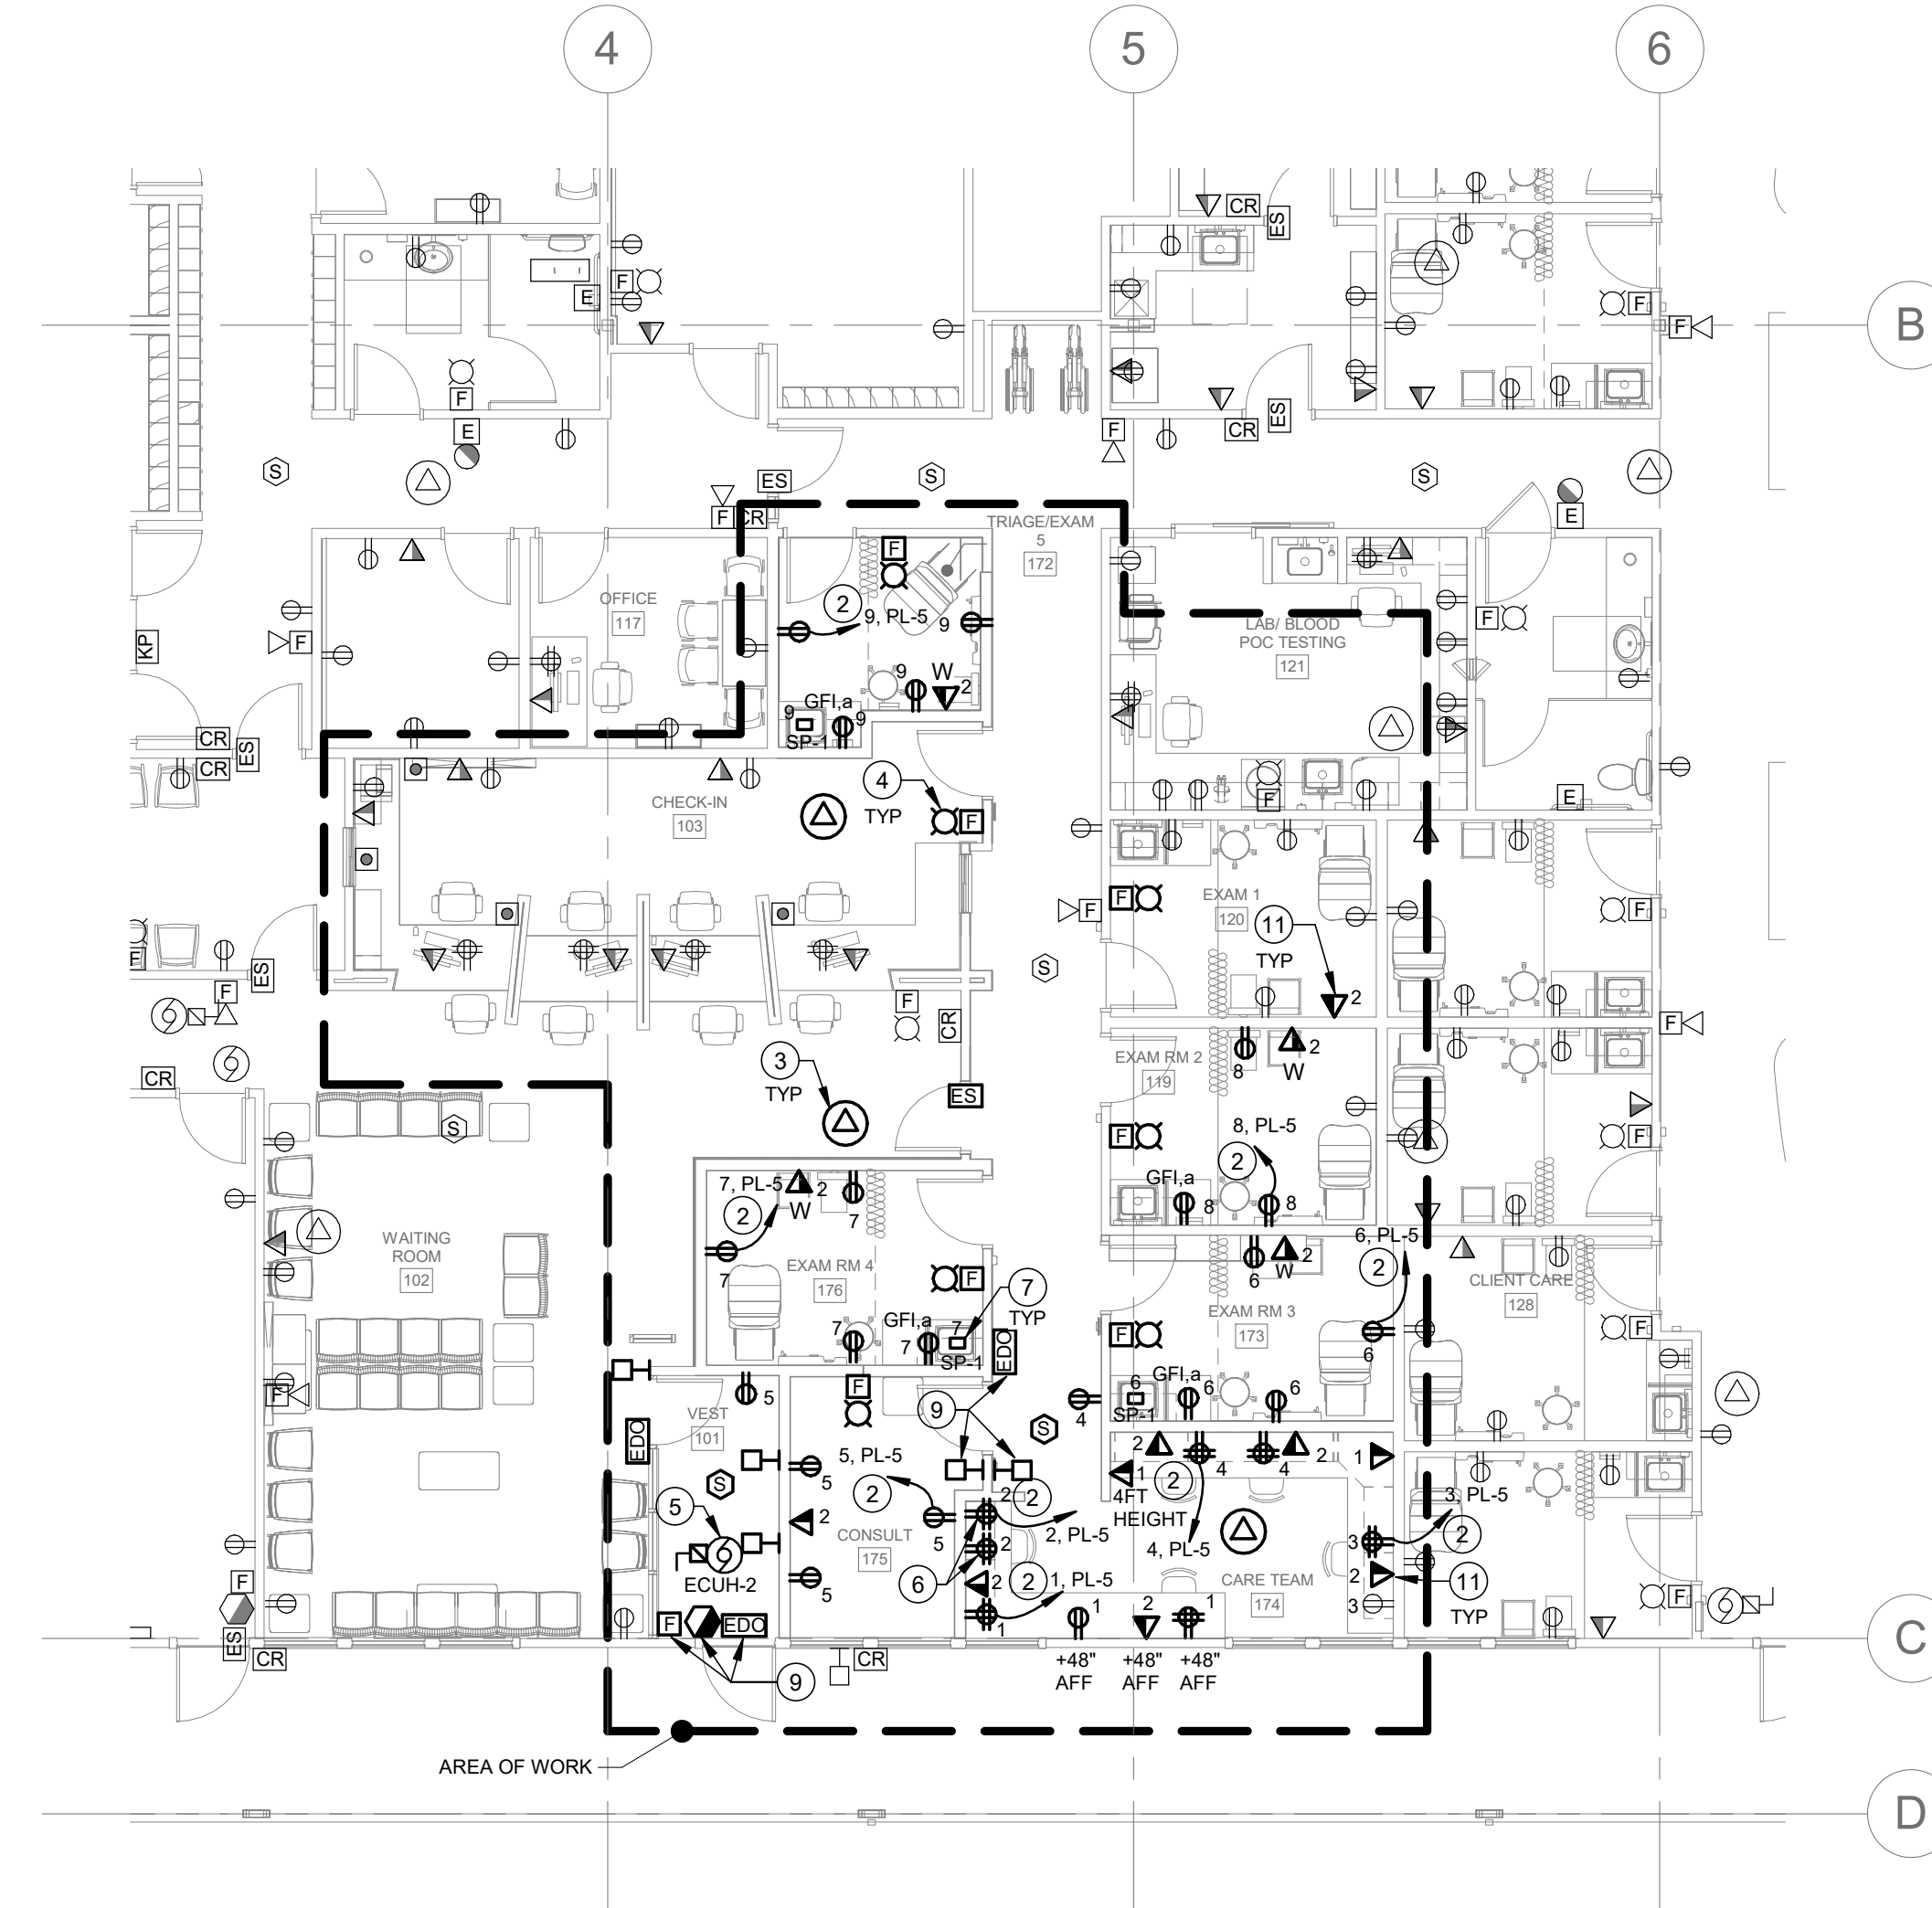 4
5
6
CR
ES
F
E
F
B
F
F
E
ES
CR
F
S
ES
S
S
F
CR
E
TRIAGE/EXAM
5
172
F
OFFICE
117
2
9, PL-5
9
LAB/ BLOOD
POC TESTING
121
F
KP
F
9
W
2
GFI,a
9
9
SP-1
CR
ES
CR
4
TYP
CHECK-IN
103
F
F
E
EXAM 1
120
F
F
F
11
TYP
2
S
F
ES
F
F
CR
F
3
TYP
EXAM RM 2
119
8
2
W
CR
ES
S
F
8, PL-5
2
F
GFI,a
8
8
7, PL-5
2
2
W
7
7
WAITING
ROOM
102
EXAM RM 4
176
F
7
TYP
6, PL-5
2
6
2
W
CLIENT CARE
128
EXAM RM 3
173
F
F
6
7
GFI,a
7
7
SP-1
EDO
F
5
F
VEST
101
EDO
9
S
4
6
SP-1
GFI,a
6
6
5, PL-5
2
5
S
2
5
ECUH-2
5
2
5
CONSULT
175
2
2
2, PL-5
2
6
2
2
1, PL-5
1
2
4
4
2
1
1
4FT
HEIGHT
2
4, PL-5
3, PL-5
2
3
2
11
TYP
3
CARE TEAM
174
F
F
ES
CR
F
EDO
9
CR
1
2
1
+48"
AFF
+48"
AFF
+48"
AFF
C
AREA OF WORK
D